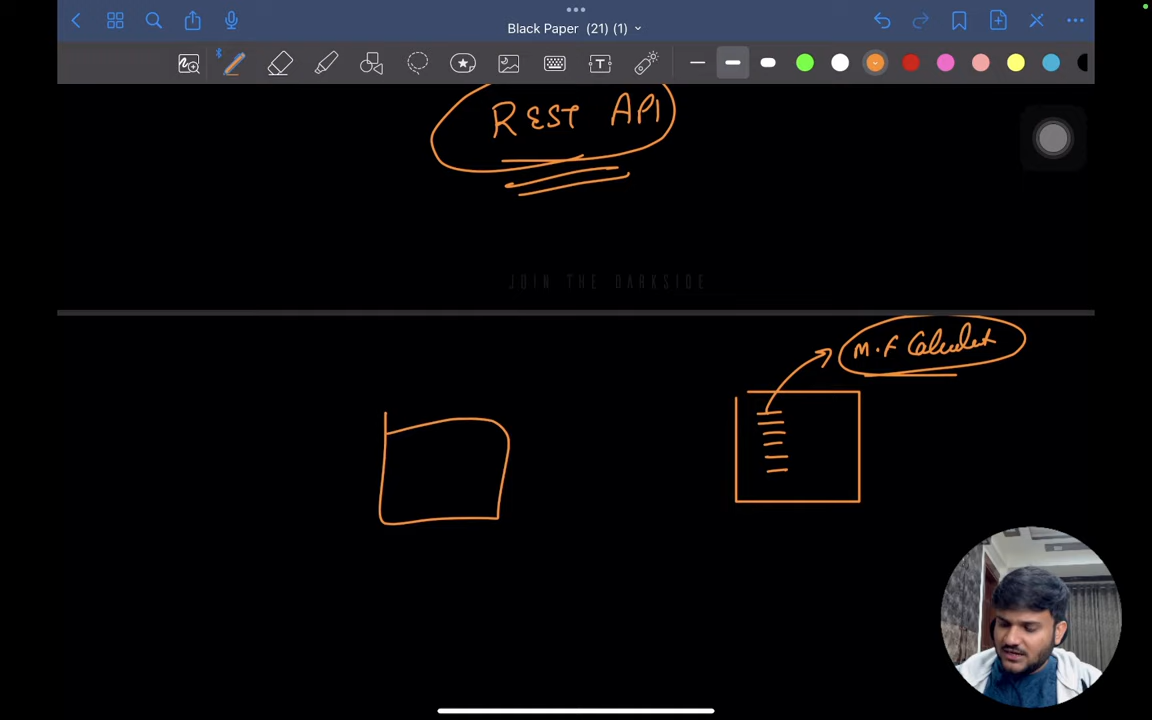 Black Paper (21) (1)
REST API
JOIN THE DARKSIDE
M.F Calculat